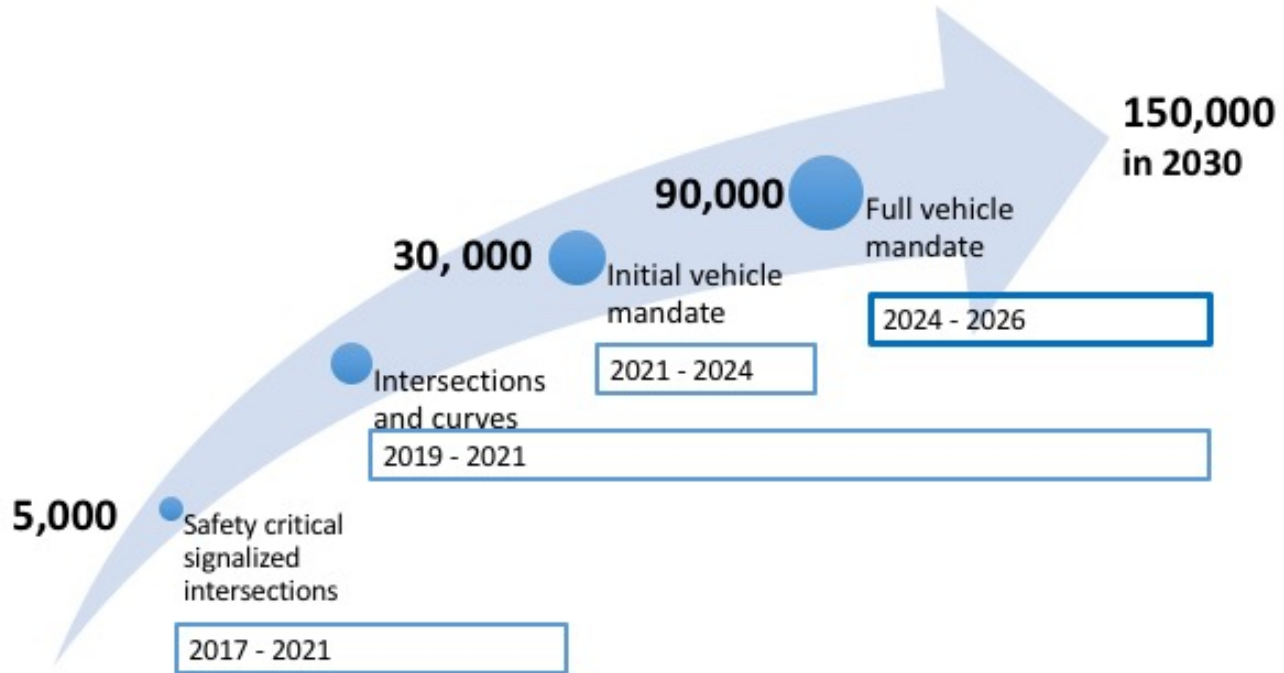 150,000
in 2030
90,000
Full vehicle
mandate
2024 - 2026
30, 000
Initial vehicle
mandate
2021 - 2024
Intersections
and curves
2019 - 2021
5,000
Safety critical
signalized
intersections
2017 - 2021